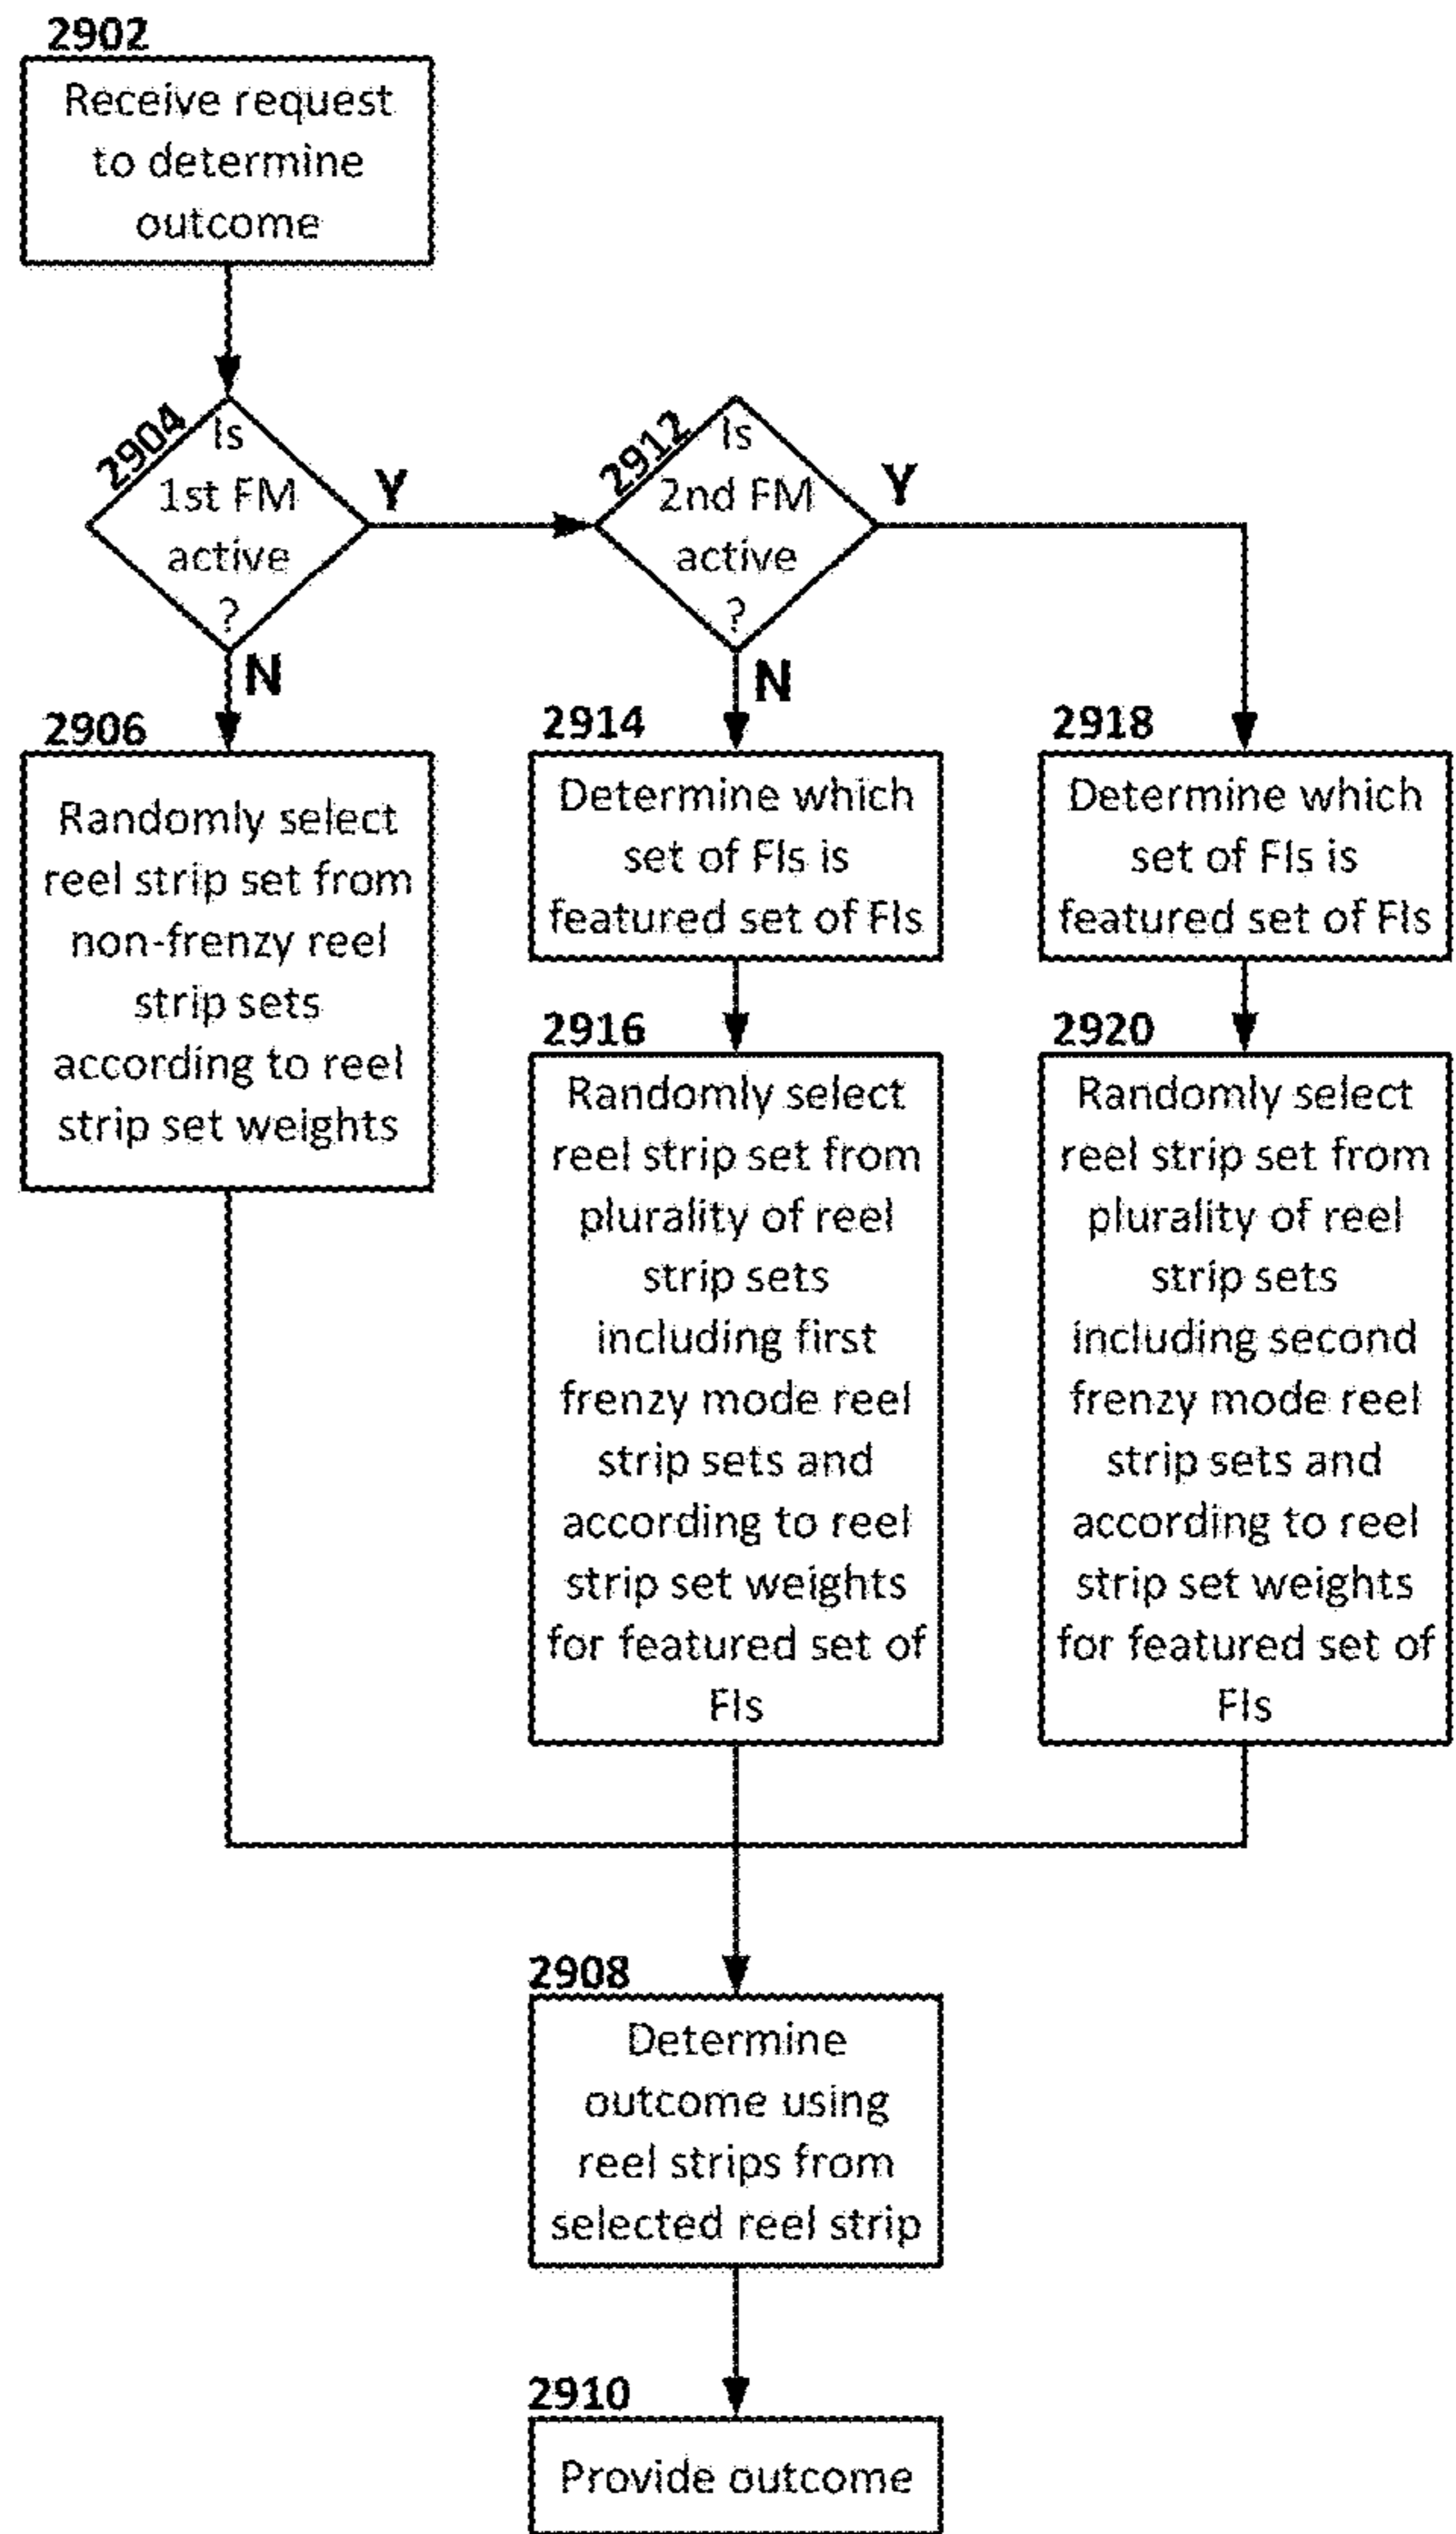 2902
Receive request
to determine
outcome
2904
Is
1st FM
active
?
Y
N
2912
Is
2nd FM
active
?
Y
N
2906
Randomly select
reel strip set from
non-frenzy reel
strip sets
according to reel
strip set weights
2914
Determine which
set of FIs is
featured set of FIs
2916
Randomly select
reel strip set from
plurality of reel
strip sets
including first
frenzy mode reel
strip sets and
according to reel
strip set weights
for featured set of
FIs
2918
Determine which
set of FIs is
featured set of FIs
2920
Randomly select
reel strip set from
plurality of reel
strip sets
including second
frenzy mode reel
strip sets and
according to reel
strip set weights
for featured set of
FIs
2908
Determine
outcome using
reel strips from
selected reel strip
2910
Provide outcome